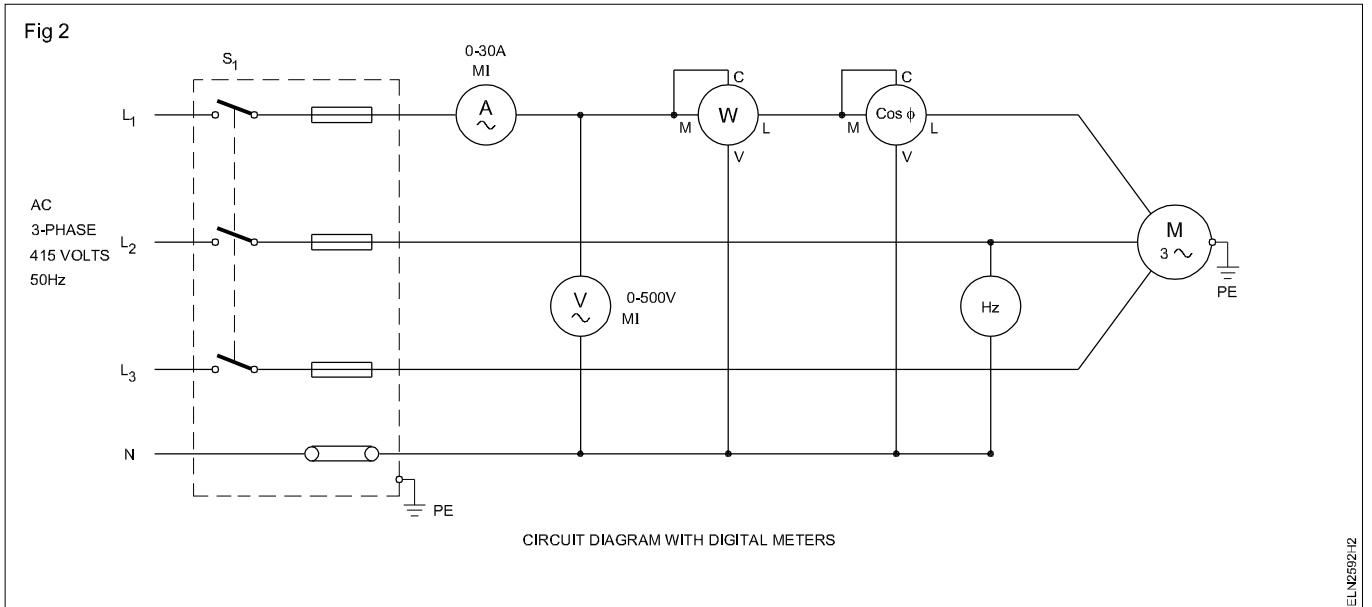 Fig 2
S1
0-30A
MI
L1
A
C
M
W
L
V
C
M
Cos ϕ
L
V
AC
3-PHASE
415 VOLTS
50Hz
L2
M
3
PE
V
0-500V
MI
Hz
L3
N
PE
CIRCUIT DIAGRAM WITH DIGITAL METERS
ELN2592H2